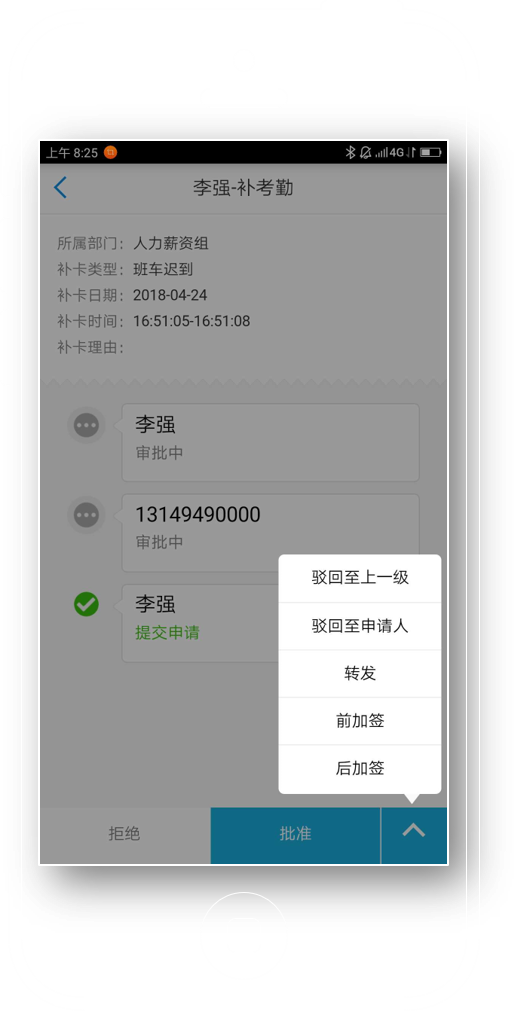 上午 8:25 4G
李强-补考勤
所属部门：人力薪资组
补卡类型：班车迟到
补卡日期：2018-04-24
补卡时间：16:51:05-16:51:08
补卡理由：
李强
审批中
13149490000
审批中
李强
提交申请
驳回至上一级
驳回至申请人
转发
前加签
后加签
拒绝 批准